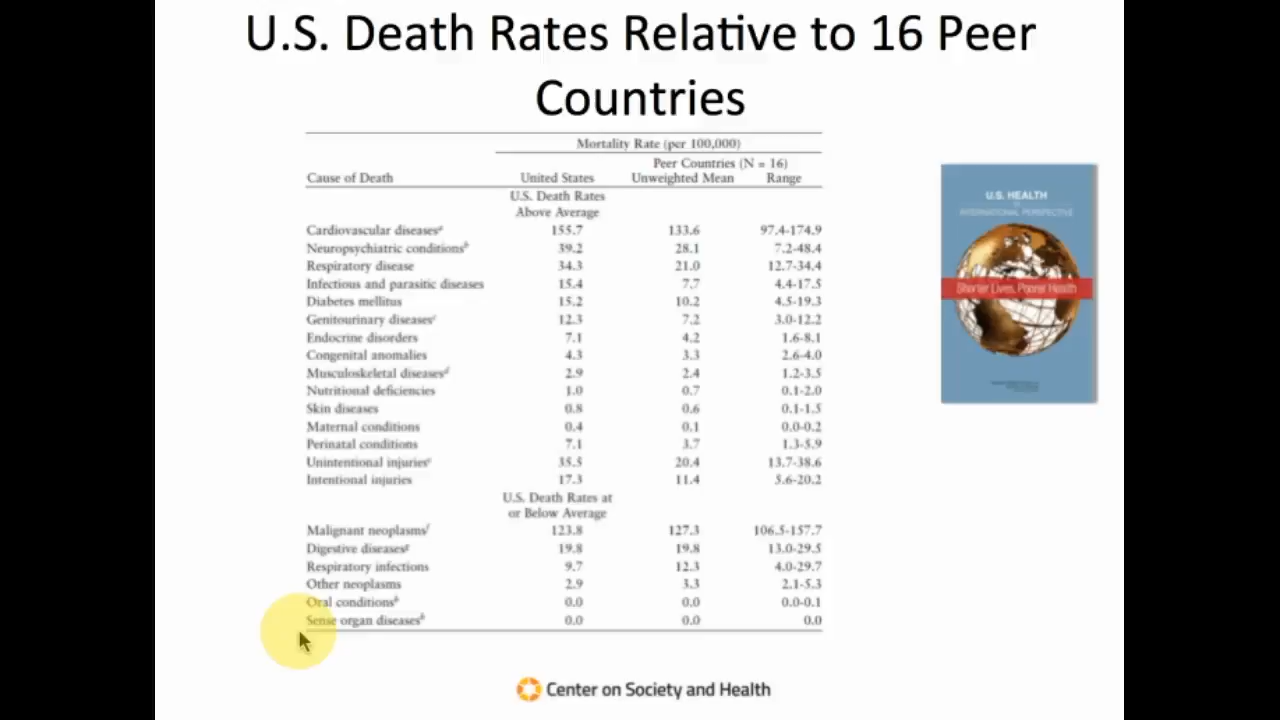 U.S. Death Rates Relative to 16 Peer
Countries
Mortality Rate (per 100,000)
Peer Countries (N = 16)
Cause of Death United States Unweighted Mean Range
U.S. Death Rates
Above Average
Cardiovascular diseasesᵃ 155.7 133.6 97.4-174.9
Neuropsychiatric conditionsᵇ 39.2 28.1 7.2-48.4
Respiratory disease 34.3 21.0 12.7-34.4
Infectious and parasitic diseases 15.4 7.7 4.4-17.5
Diabetes mellitus 15.2 10.2 4.5-19.3
Genitourinary diseasesᶜ 12.3 7.2 3.0-12.2
Endocrine disorders 7.1 4.2 1.6-8.1
Congenital anomalies 4.3 3.3 2.6-4.0
Musculoskeletal diseasesᵈ 2.9 2.4 1.2-3.5
Nutritional deficiencies 1.0 0.7 0.1-2.0
Skin diseases 0.8 0.6 0.1-1.5
Maternal conditions 0.4 0.1 0.0-0.2
Perinatal conditions 7.1 3.7 1.3-5.9
Unintentional injuriesᵉ 35.5 20.4 13.7-38.6
Intentional injuries 17.3 11.4 5.6-20.2
U.S. Death Rates at
or Below Average
Malignant neoplasmsᶠ 123.8 127.3 106.5-157.7
Digestive diseasesᵍ 19.8 19.8 13.0-29.5
Respiratory infections 9.7 12.3 4.0-29.7
Other neoplasms 2.9 3.3 2.1-5.3
Oral conditionsʰ 0.0 0.0 0.0-0.1
Sense organ diseasesʰ 0.0 0.0 0.0
U.S. HEALTH
INTERNATIONAL PERSPECTIVE
Shorter Lives, Poorer Health
Center on Society and Health